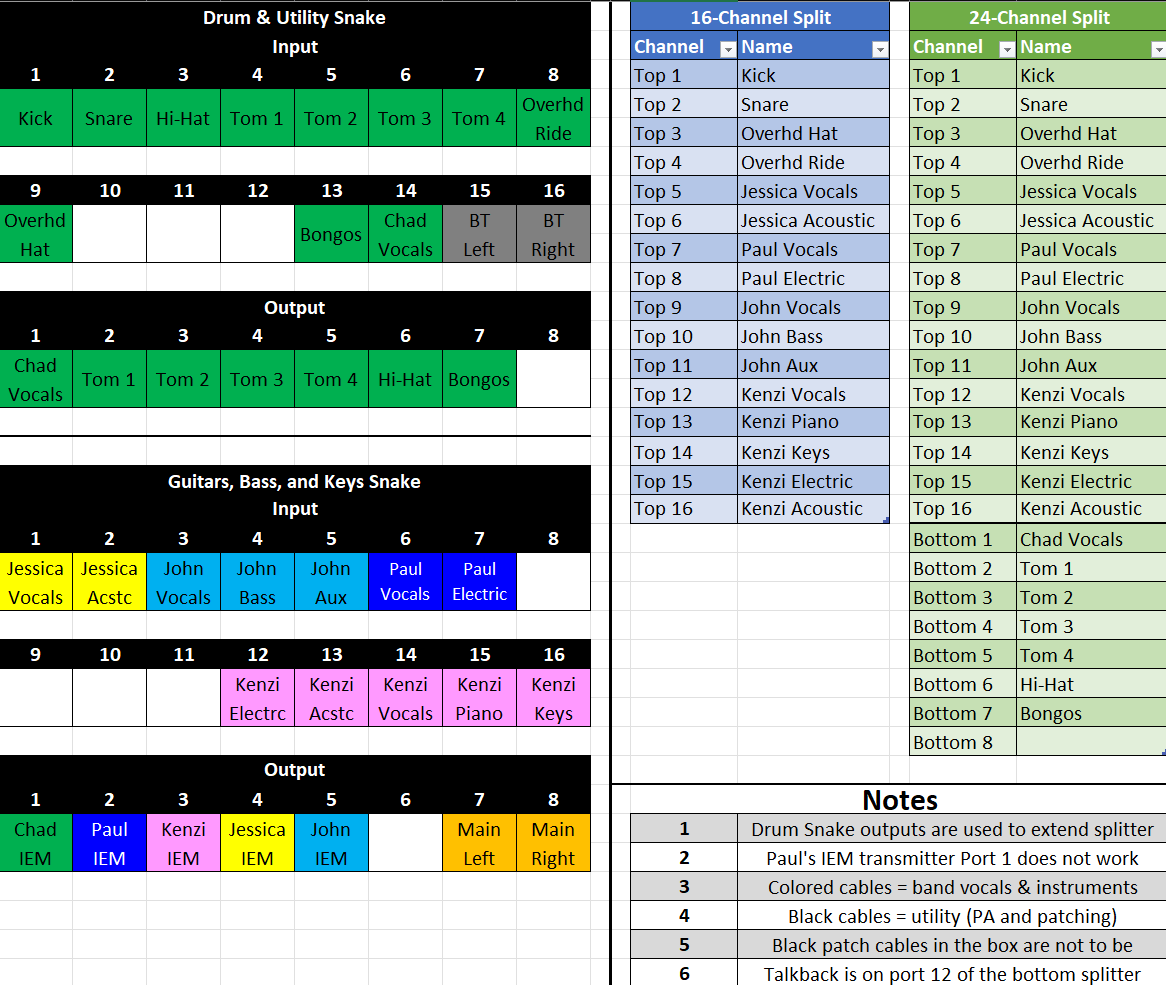 Drum & Utility Snake
Input
1 2 3 4 5 6 7 8
Kick Snare Hi-Hat Tom 1 Tom 2 Tom 3 Tom 4 Overhd Ride
9 10 11 12 13 14 15 16
Overhd Hat Bongos Chad Vocals BT Left BT Right
Output
1 2 3 4 5 6 7 8
Chad Vocals Tom 1 Tom 2 Tom 3 Tom 4 Hi-Hat Bongos
Guitars, Bass, and Keys Snake
Input
1 2 3 4 5 6 7 8
Jessica Vocals Jessica Acstc John Vocals John Bass John Aux Paul Vocals Paul Electric
9 10 11 12 13 14 15 16
Kenzi Electrc Kenzi Acstc Kenzi Vocals Kenzi Piano Kenzi Keys
Output
1 2 3 4 5 6 7 8
Chad IEM Paul IEM Kenzi IEM Jessica IEM John IEM Main Left Main Right
16-Channel Split
Channel Name
Top 1 Kick
Top 2 Snare
Top 3 Overhd Hat
Top 4 Overhd Ride
Top 5 Jessica Vocals
Top 6 Jessica Acoustic
Top 7 Paul Vocals
Top 8 Paul Electric
Top 9 John Vocals
Top 10 John Bass
Top 11 John Aux
Top 12 Kenzi Vocals
Top 13 Kenzi Piano
Top 14 Kenzi Keys
Top 15 Kenzi Electric
Top 16 Kenzi Acoustic
24-Channel Split
Channel Name
Top 1 Kick
Top 2 Snare
Top 3 Overhd Hat
Top 4 Overhd Ride
Top 5 Jessica Vocals
Top 6 Jessica Acoustic
Top 7 Paul Vocals
Top 8 Paul Electric
Top 9 John Vocals
Top 10 John Bass
Top 11 John Aux
Top 12 Kenzi Vocals
Top 13 Kenzi Piano
Top 14 Kenzi Keys
Top 15 Kenzi Electric
Top 16 Kenzi Acoustic
Bottom 1 Chad Vocals
Bottom 2 Tom 1
Bottom 3 Tom 2
Bottom 4 Tom 3
Bottom 5 Tom 4
Bottom 6 Hi-Hat
Bottom 7 Bongos
Bottom 8
Notes
1 Drum Snake outputs are used to extend splitter
2 Paul's IEM transmitter Port 1 does not work
3 Colored cables = band vocals & instruments
4 Black cables = utility (PA and patching)
5 Black patch cables in the box are not to be
6 Talkback is on port 12 of the bottom splitter